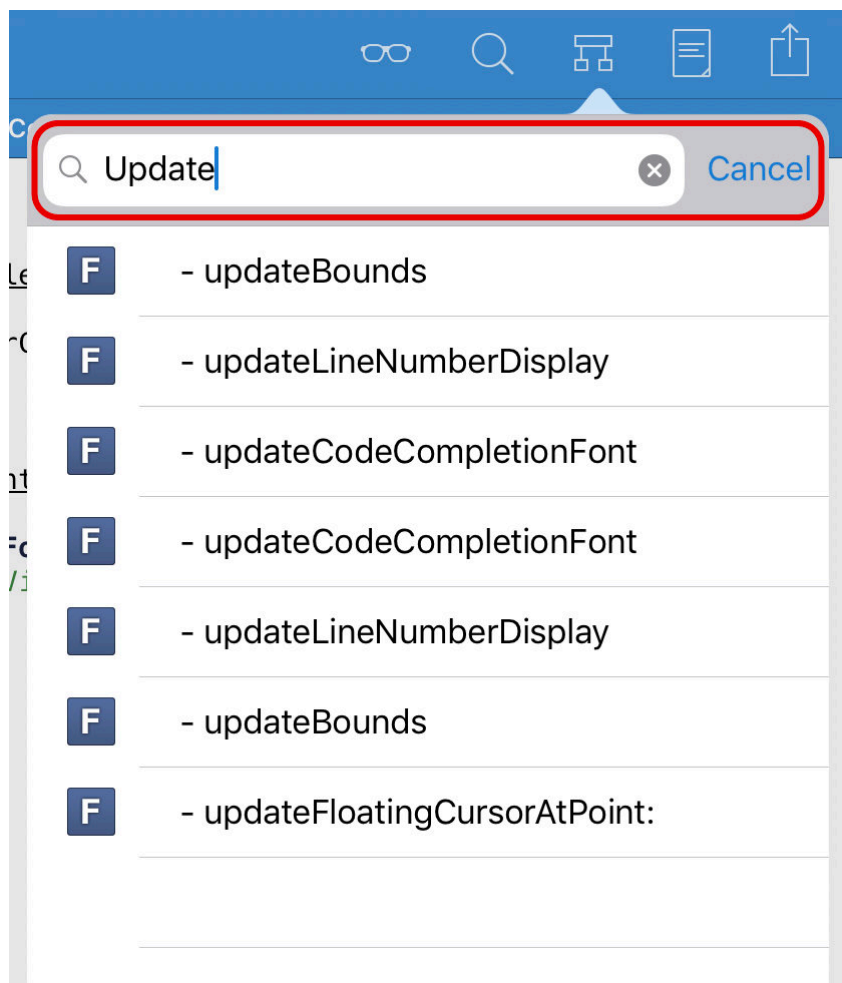 Update
Cancel
F - updateBounds
F - updateLineNumberDisplay
F - updateCodeCompletionFont
F - updateCodeCompletionFont
F - updateLineNumberDisplay
F - updateBounds
F - updateFloatingCursorAtPoint: